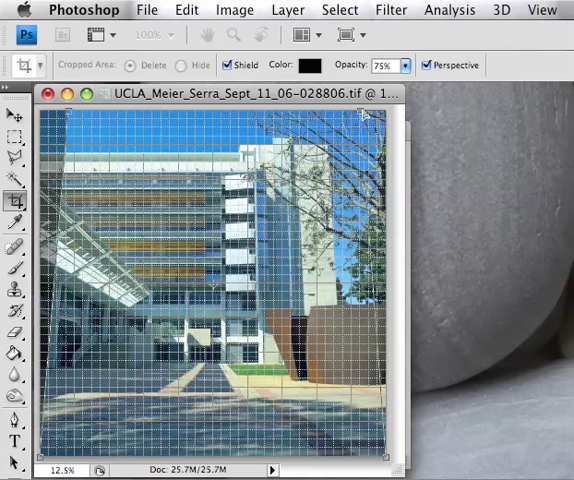 Photoshop File Edit Image Layer Select Filter Analysis 3D View
Ps Br 100%
Cropped Area: Delete Hide Shield Color: Opacity: 75% Perspective
UCLA_Meier_Serra_Sept_11_06-028806.tif @ 1...
T
12.5% Doc: 25.7M/25.7M